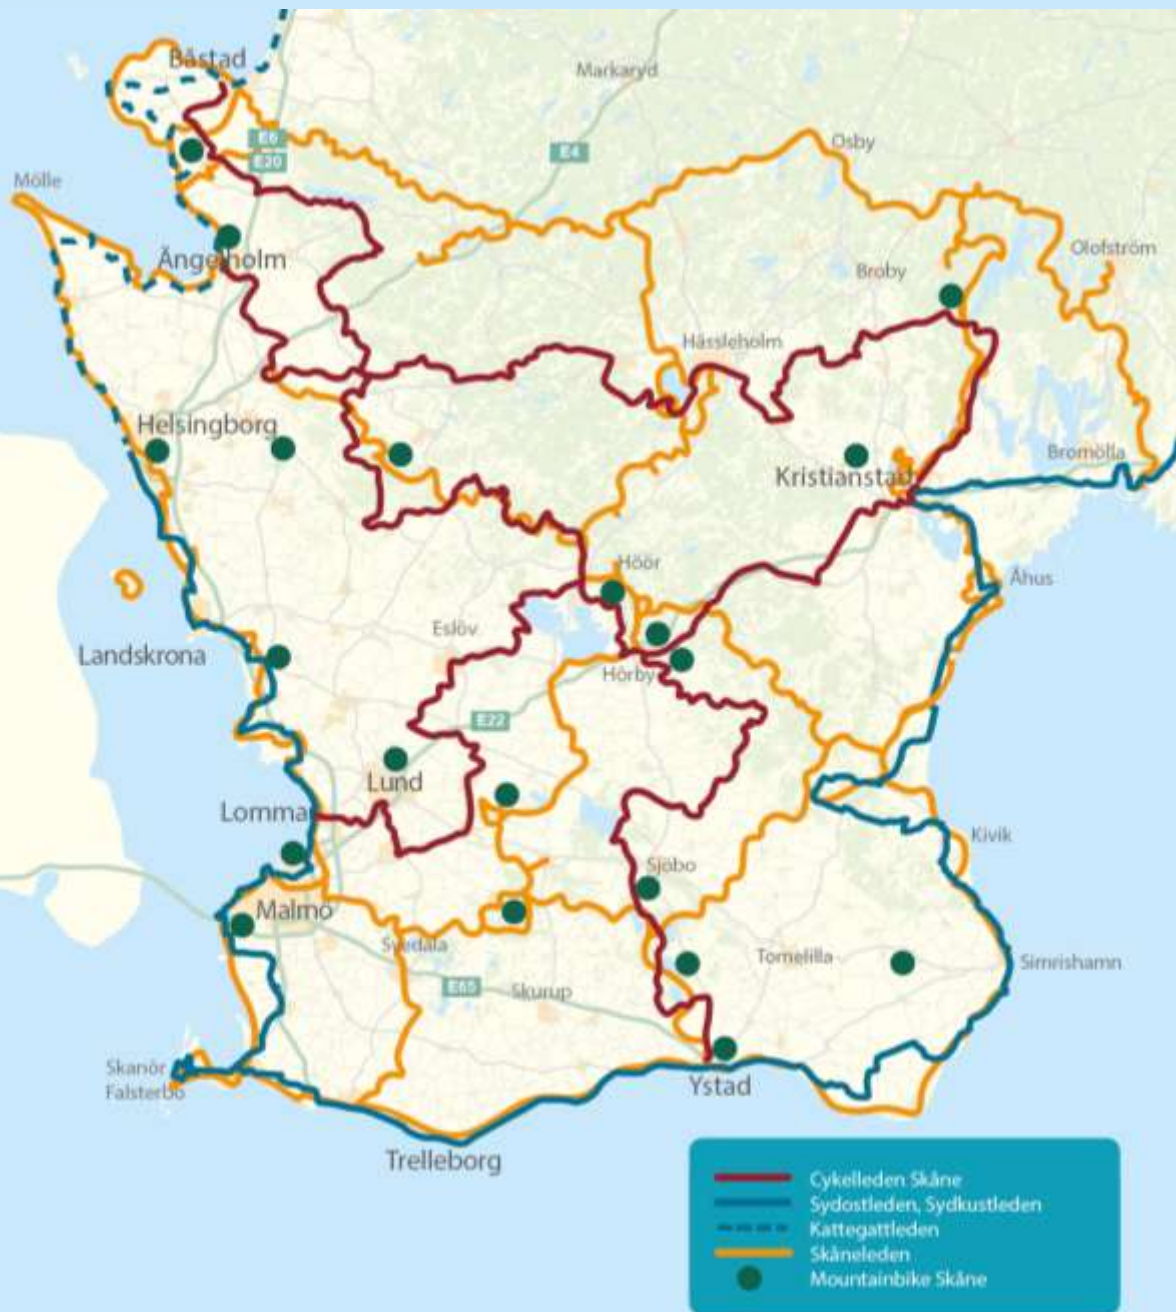 Båstad
Markaryd
E6
E20
E4
Osby
Mölle
Olofström
Ängelholm
Broby
Hässleholm
Helsingborg
Bromölla
Kristianstad
Höör
Åhus
Eslöv
Landskrona
Hörby
E22
Lund
Lomma
Kivik
Sjöbo
Malmö
Svedala
Tomelilla
Simrishamn
E65
Skurup
Skanör
Falsterbo
Ystad
Trelleborg
Cykelleden Skåne
Sydostleden, Sydkustleden
Kattegattleden
Skåneleden
Mountainbike Skåne